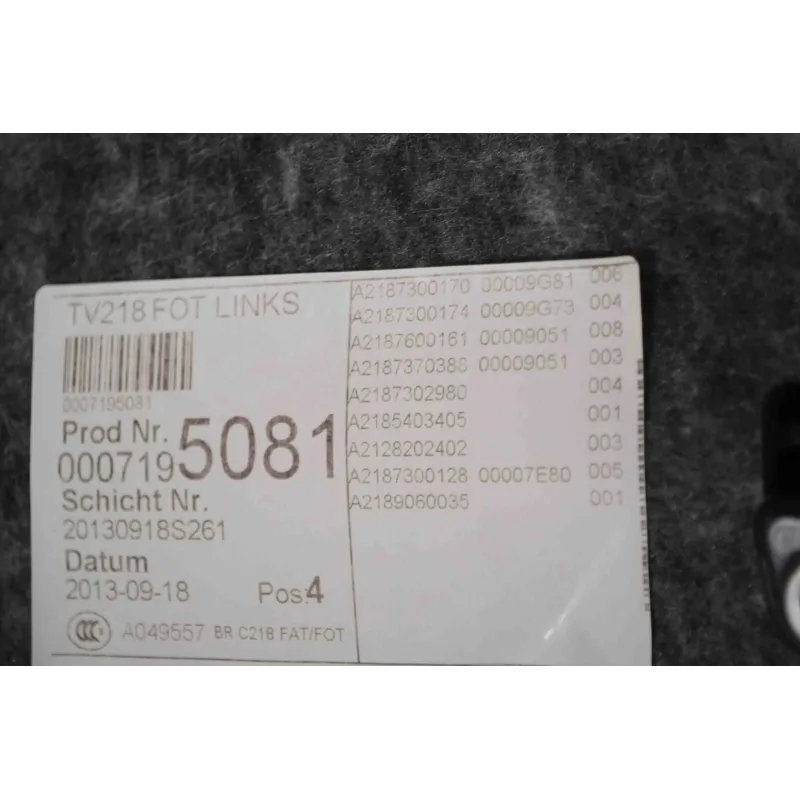 TV218 FOT LINKS
0007195081
Prod Nr.
0007195081
Schicht Nr.
20130918S261
Datum
2013-09-18 Pos:4
CCC A049557 BR C218 FAT/FOT
A2187300170 00009G81 006
A2187300174 00009G73 004
A2187600161 00009051 008
A2187370388 00009051 003
A2187302980 004
A2185403405 001
A2128202402 003
A2187300128 00007E80 005
A2189060035 001